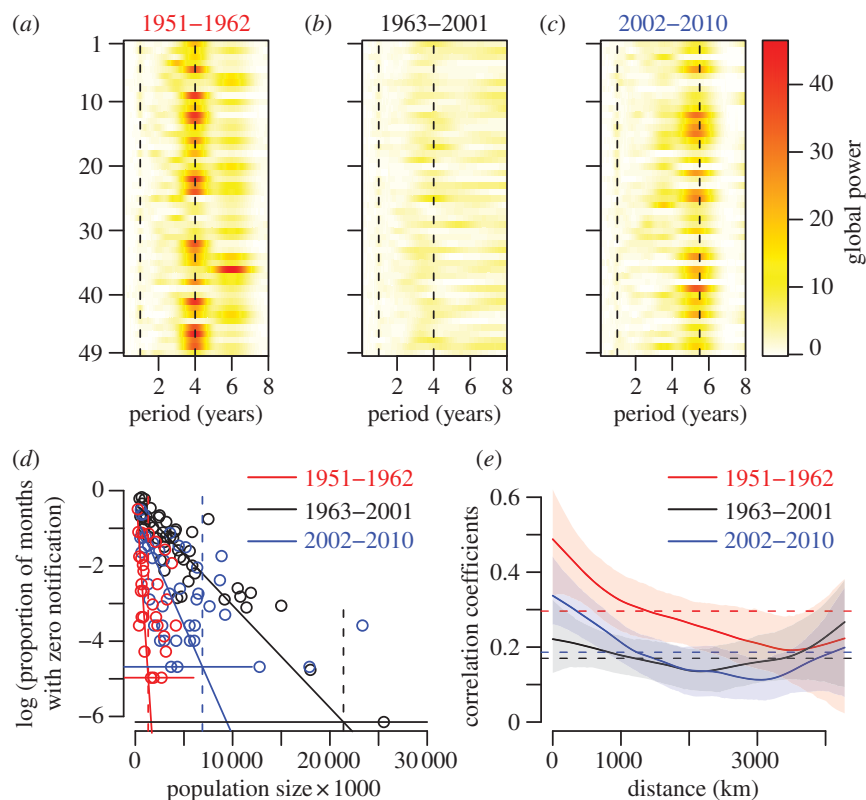 (a) 1951–1962 (b) 1963–2001 (c) 2002–2010
1
10
20
30
40
49
2 4 6 8
period (years)
2 4 6 8
period (years)
2 4 6 8
period (years)
40
30
20
10
0
global power
(d)
1951–1962
1963–2001
2002–2010
0
−2
−4
−6
log (proportion of months
with zero notification)
0 10 000 20 000 30 000
population size × 1000
(e)
1951–1962
1963–2001
2002–2010
0.6
0.4
0.2
0
correlation coefficients
0 1000 3000
distance (km)